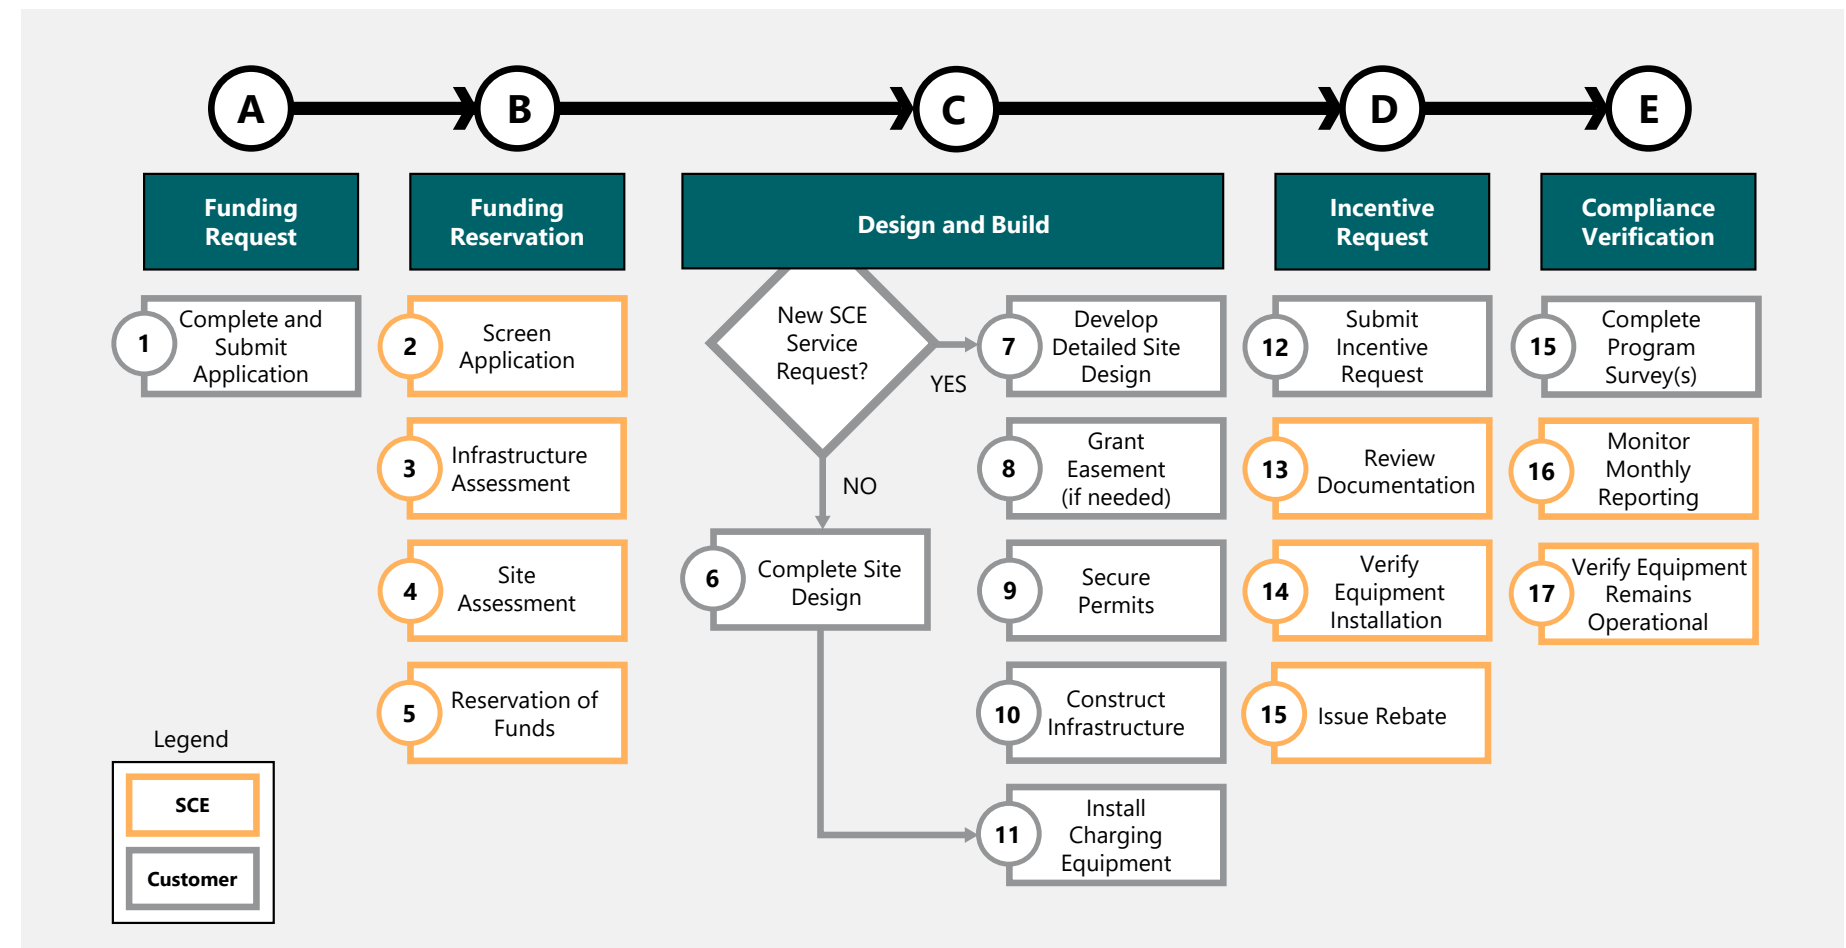 A
B
C
D
E
Funding
Request
Funding
Reservation
Design and Build
Incentive
Request
Compliance
Verification
1
Complete and
Submit
Application
2
Screen
Application
3
Infrastructure
Assessment
4
Site
Assessment
5
Reservation of
Funds
New SCE
Service
Request?
YES
NO
6
Complete Site
Design
7
Develop
Detailed Site
Design
8
Grant
Easement
(if needed)
9
Secure
Permits
10
Construct
Infrastructure
11
Install
Charging
Equipment
12
Submit
Incentive
Request
13
Review
Documentation
14
Verify
Equipment
Installation
15
Issue Rebate
15
Complete
Program
Survey(s)
16
Monitor
Monthly
Reporting
17
Verify Equipment
Remains
Operational
Legend
SCE
Customer